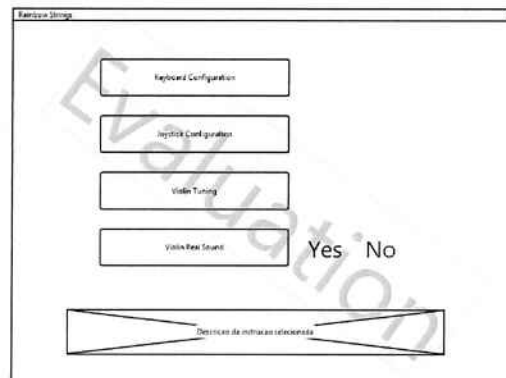 Rainbow Strings
Keyboard Configuration
Joystick Configuration
Violin Tuning
Violin Real Sound
Yes No
Descricao da instrucao selecionada
Evaluation